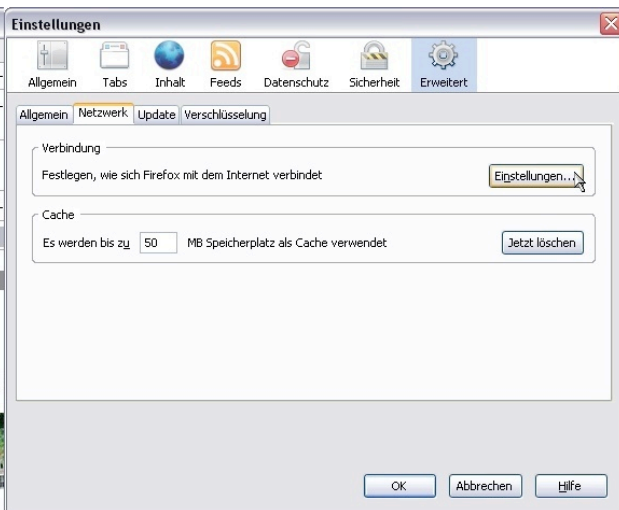 Einstellungen
Allgemein Tabs Inhalt Feeds Datenschutz Sicherheit Erweitert
Allgemein Netzwerk Update Verschlüsselung
Verbindung
Festlegen, wie sich Firefox mit dem Internet verbindet Einstellungen...
Cache
Es werden bis zu 50 MB Speicherplatz als Cache verwendet Jetzt löschen
OK Abbrechen Hilfe